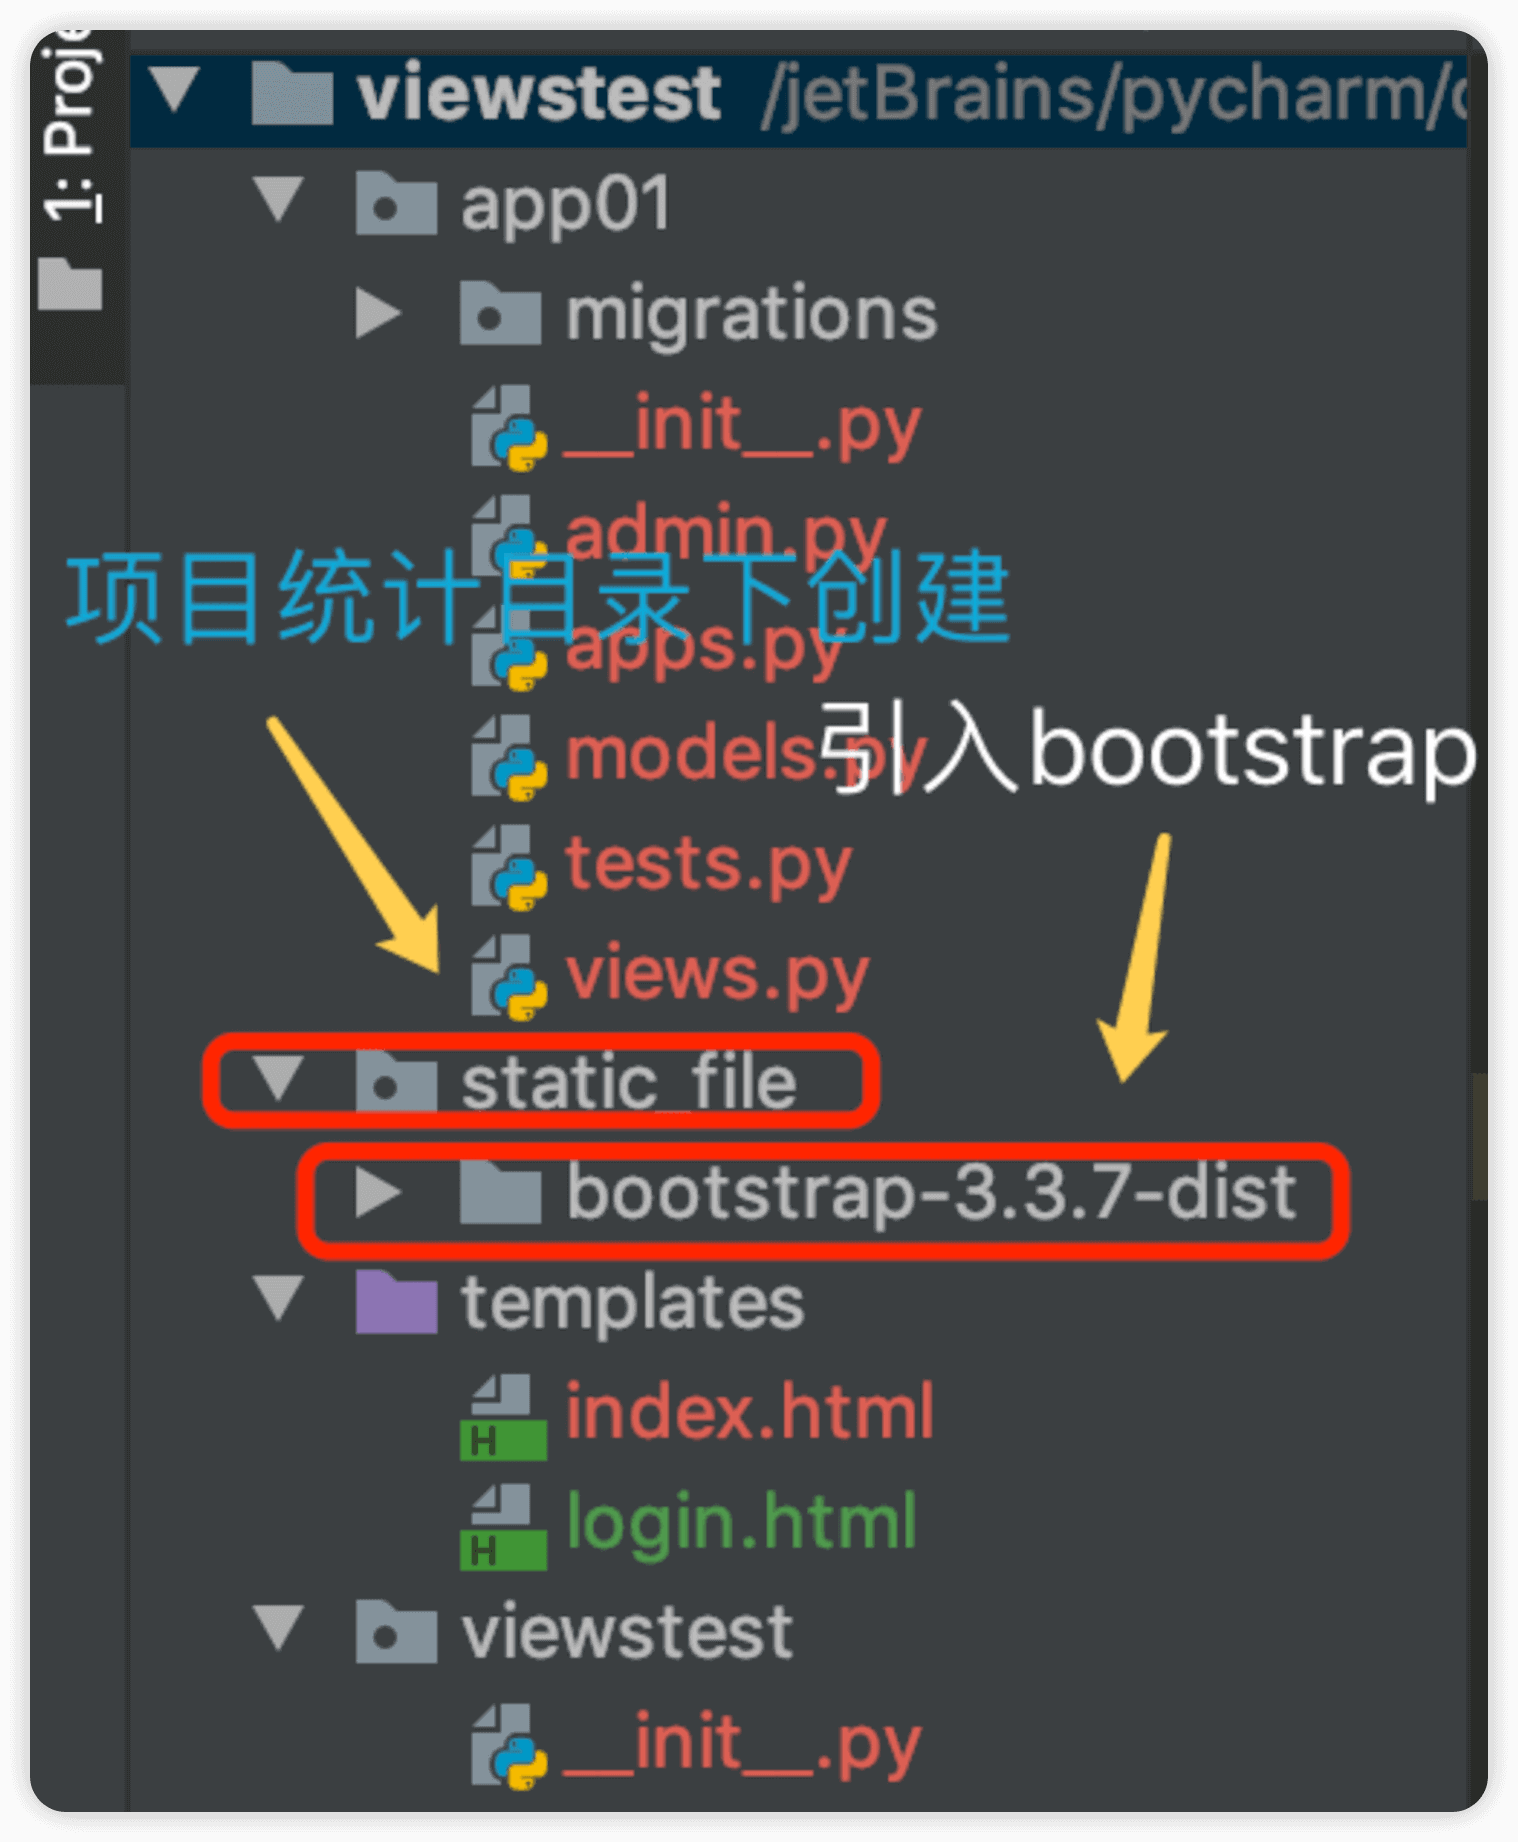 1: Proje
viewstest /jetBrains/pycharm/
app01
migrations
__init__.py
admin.py
项目统计目录下创建
apps.py
models.py
引入bootstrap
tests.py
views.py
static_file
bootstrap-3.3.7-dist
templates
index.html
login.html
viewstest
__init__.py